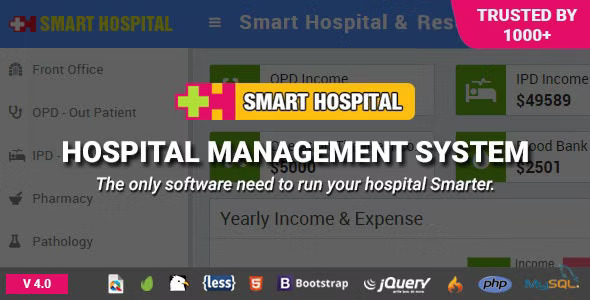 SMART HOSPITAL
Smart Hospital &
TRUSTED BY
1000+
Front Office
OPD - Out Patient
IPD -
Pharmacy
Pathology
OPD Income
IPD Income
$49589
SMART HOSPITAL
HOSPITAL MANAGEMENT SYSTEM
$5000
$2501
The only software need to run your hospital Smarter.
Yearly Income & Expense
Income
V 4.0
{less}
Bootstrap
jQuery
php
MySQL